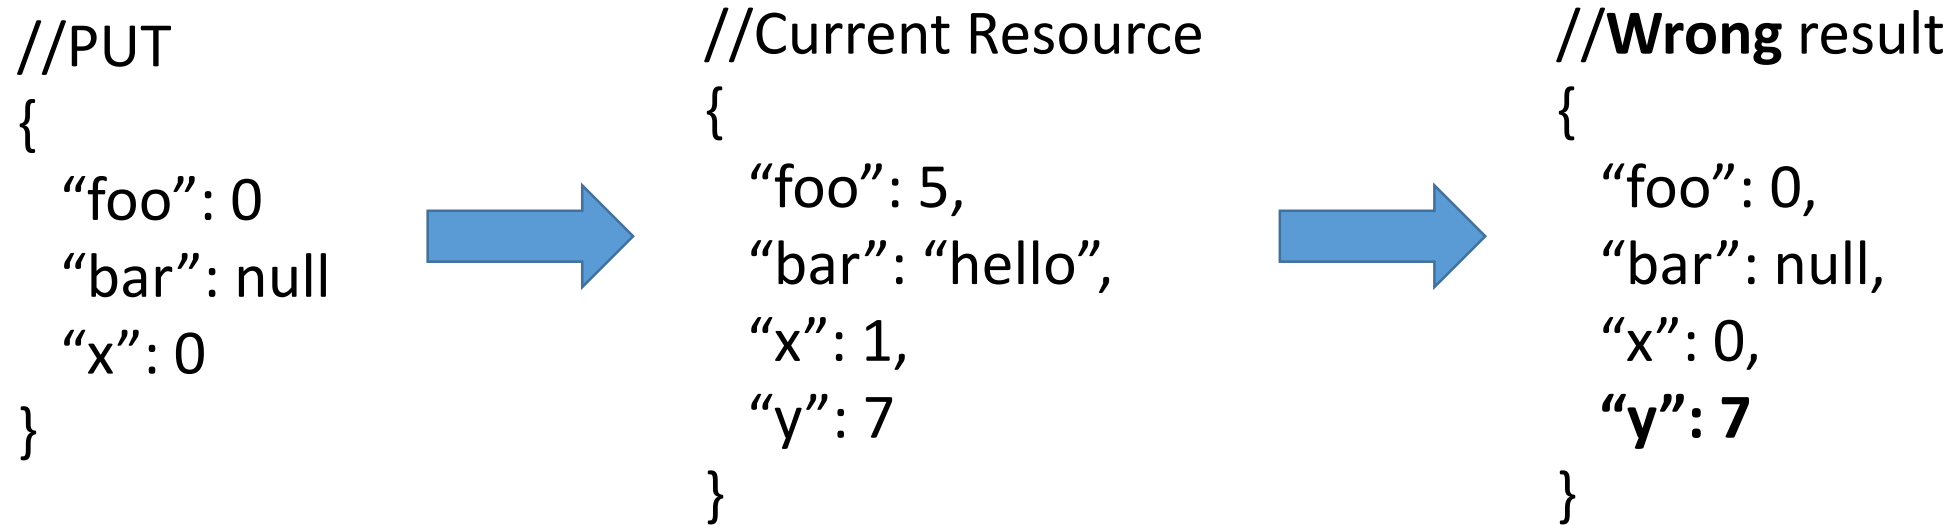 //PUT
{
“foo”: 0
“bar”: null
“x”: 0
}
//Current Resource
{
“foo”: 5,
“bar”: “hello”,
“x”: 1,
“y”: 7
}
//Wrong result
{
“foo”: 0,
“bar”: null,
“x”: 0,
“y”: 7
}